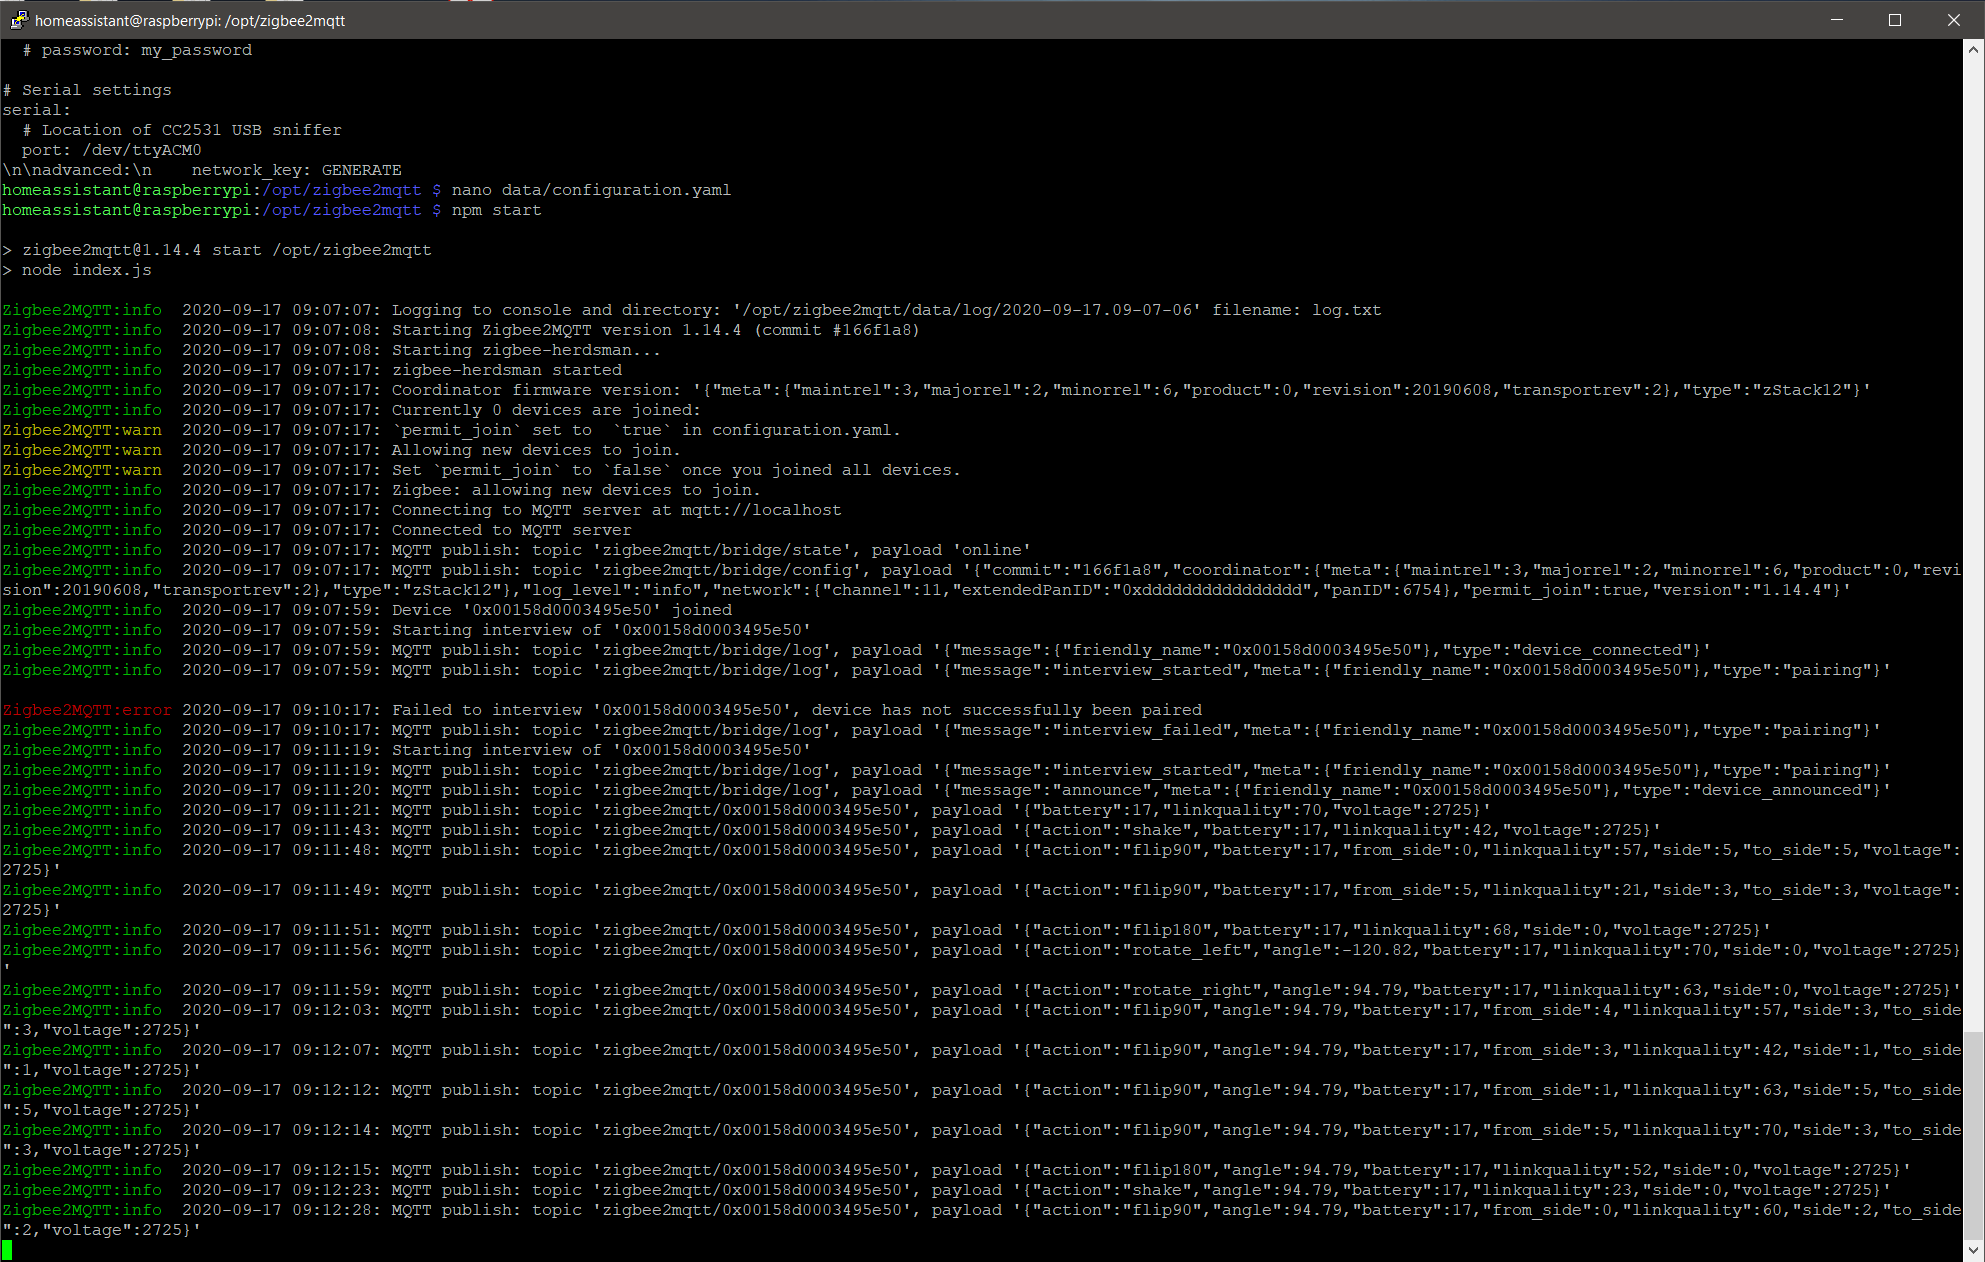 homeassistant@raspberrypi: /opt/zigbee2mqtt
  # password: my_password
# Serial settings
serial:
  # Location of CC2531 USB sniffer
  port: /dev/ttyACM0
\n\nadvanced:\n    network_key: GENERATE
homeassistant@raspberrypi:/opt/zigbee2mqtt $ nano data/configuration.yaml
homeassistant@raspberrypi:/opt/zigbee2mqtt $ npm start
> zigbee2mqtt@1.14.4 start /opt/zigbee2mqtt
> node index.js
Zigbee2MQTT:info  2020-09-17 09:07:07: Logging to console and directory: '/opt/zigbee2mqtt/data/log/2020-09-17.09-07-06' filename: log.txt
Zigbee2MQTT:info  2020-09-17 09:07:08: Starting Zigbee2MQTT version 1.14.4 (commit #166f1a8)
Zigbee2MQTT:info  2020-09-17 09:07:08: Starting zigbee-herdsman...
Zigbee2MQTT:info  2020-09-17 09:07:17: zigbee-herdsman started
Zigbee2MQTT:info  2020-09-17 09:07:17: Coordinator firmware version: '{"meta":{"maintrel":3,"majorrel":2,"minorrel":6,"product":0,"revision":20190608,"transportrev":2},"type":"zStack12"}'
Zigbee2MQTT:info  2020-09-17 09:07:17: Currently 0 devices are joined:
Zigbee2MQTT:warn  2020-09-17 09:07:17: `permit_join` set to  `true` in configuration.yaml.
Zigbee2MQTT:warn  2020-09-17 09:07:17: Allowing new devices to join.
Zigbee2MQTT:warn  2020-09-17 09:07:17: Set `permit_join` to `false` once you joined all devices.
Zigbee2MQTT:info  2020-09-17 09:07:17: Zigbee: allowing new devices to join.
Zigbee2MQTT:info  2020-09-17 09:07:17: Connecting to MQTT server at mqtt://localhost
Zigbee2MQTT:info  2020-09-17 09:07:17: Connected to MQTT server
Zigbee2MQTT:info  2020-09-17 09:07:17: MQTT publish: topic 'zigbee2mqtt/bridge/state', payload 'online'
Zigbee2MQTT:info  2020-09-17 09:07:17: MQTT publish: topic 'zigbee2mqtt/bridge/config', payload '{"commit":"166f1a8","coordinator":{"meta":{"maintrel":3,"majorrel":2,"minorrel":6,"product":0,"revi
sion":20190608,"transportrev":2},"type":"zStack12"},"log_level":"info","network":{"channel":11,"extendedPanID":"0xdddddddddddddddd","panID":6754},"permit_join":true,"version":"1.14.4"}'
Zigbee2MQTT:info  2020-09-17 09:07:59: Device '0x00158d0003495e50' joined
Zigbee2MQTT:info  2020-09-17 09:07:59: Starting interview of '0x00158d0003495e50'
Zigbee2MQTT:info  2020-09-17 09:07:59: MQTT publish: topic 'zigbee2mqtt/bridge/log', payload '{"message":{"friendly_name":"0x00158d0003495e50"},"type":"device_connected"}'
Zigbee2MQTT:info  2020-09-17 09:07:59: MQTT publish: topic 'zigbee2mqtt/bridge/log', payload '{"message":"interview_started","meta":{"friendly_name":"0x00158d0003495e50"},"type":"pairing"}'
Zigbee2MQTT:error 2020-09-17 09:10:17: Failed to interview '0x00158d0003495e50', device has not successfully been paired
Zigbee2MQTT:info  2020-09-17 09:10:17: MQTT publish: topic 'zigbee2mqtt/bridge/log', payload '{"message":"interview_failed","meta":{"friendly_name":"0x00158d0003495e50"},"type":"pairing"}'
Zigbee2MQTT:info  2020-09-17 09:11:19: Starting interview of '0x00158d0003495e50'
Zigbee2MQTT:info  2020-09-17 09:11:19: MQTT publish: topic 'zigbee2mqtt/bridge/log', payload '{"message":"interview_started","meta":{"friendly_name":"0x00158d0003495e50"},"type":"pairing"}'
Zigbee2MQTT:info  2020-09-17 09:11:20: MQTT publish: topic 'zigbee2mqtt/bridge/log', payload '{"message":"announce","meta":{"friendly_name":"0x00158d0003495e50"},"type":"device_announced"}'
Zigbee2MQTT:info  2020-09-17 09:11:21: MQTT publish: topic 'zigbee2mqtt/0x00158d0003495e50', payload '{"battery":17,"linkquality":70,"voltage":2725}'
Zigbee2MQTT:info  2020-09-17 09:11:43: MQTT publish: topic 'zigbee2mqtt/0x00158d0003495e50', payload '{"action":"shake","battery":17,"linkquality":42,"voltage":2725}'
Zigbee2MQTT:info  2020-09-17 09:11:48: MQTT publish: topic 'zigbee2mqtt/0x00158d0003495e50', payload '{"action":"flip90","battery":17,"from_side":0,"linkquality":57,"side":5,"to_side":5,"voltage":
2725}'
Zigbee2MQTT:info  2020-09-17 09:11:49: MQTT publish: topic 'zigbee2mqtt/0x00158d0003495e50', payload '{"action":"flip90","battery":17,"from_side":5,"linkquality":21,"side":3,"to_side":3,"voltage":
2725}'
Zigbee2MQTT:info  2020-09-17 09:11:51: MQTT publish: topic 'zigbee2mqtt/0x00158d0003495e50', payload '{"action":"flip180","battery":17,"linkquality":68,"side":0,"voltage":2725}'
Zigbee2MQTT:info  2020-09-17 09:11:56: MQTT publish: topic 'zigbee2mqtt/0x00158d0003495e50', payload '{"action":"rotate_left","angle":-120.82,"battery":17,"linkquality":70,"side":0,"voltage":2725}
'
Zigbee2MQTT:info  2020-09-17 09:11:59: MQTT publish: topic 'zigbee2mqtt/0x00158d0003495e50', payload '{"action":"rotate_right","angle":94.79,"battery":17,"linkquality":63,"side":0,"voltage":2725}'
Zigbee2MQTT:info  2020-09-17 09:12:03: MQTT publish: topic 'zigbee2mqtt/0x00158d0003495e50', payload '{"action":"flip90","angle":94.79,"battery":17,"from_side":4,"linkquality":57,"side":3,"to_side
":3,"voltage":2725}'
Zigbee2MQTT:info  2020-09-17 09:12:07: MQTT publish: topic 'zigbee2mqtt/0x00158d0003495e50', payload '{"action":"flip90","angle":94.79,"battery":17,"from_side":3,"linkquality":42,"side":1,"to_side
":1,"voltage":2725}'
Zigbee2MQTT:info  2020-09-17 09:12:12: MQTT publish: topic 'zigbee2mqtt/0x00158d0003495e50', payload '{"action":"flip90","angle":94.79,"battery":17,"from_side":1,"linkquality":63,"side":5,"to_side
":5,"voltage":2725}'
Zigbee2MQTT:info  2020-09-17 09:12:14: MQTT publish: topic 'zigbee2mqtt/0x00158d0003495e50', payload '{"action":"flip90","angle":94.79,"battery":17,"from_side":5,"linkquality":70,"side":3,"to_side
":3,"voltage":2725}'
Zigbee2MQTT:info  2020-09-17 09:12:15: MQTT publish: topic 'zigbee2mqtt/0x00158d0003495e50', payload '{"action":"flip180","angle":94.79,"battery":17,"linkquality":52,"side":0,"voltage":2725}'
Zigbee2MQTT:info  2020-09-17 09:12:23: MQTT publish: topic 'zigbee2mqtt/0x00158d0003495e50', payload '{"action":"shake","angle":94.79,"battery":17,"linkquality":23,"side":0,"voltage":2725}'
Zigbee2MQTT:info  2020-09-17 09:12:28: MQTT publish: topic 'zigbee2mqtt/0x00158d0003495e50', payload '{"action":"flip90","angle":94.79,"battery":17,"from_side":0,"linkquality":60,"side":2,"to_side
":2,"voltage":2725}'